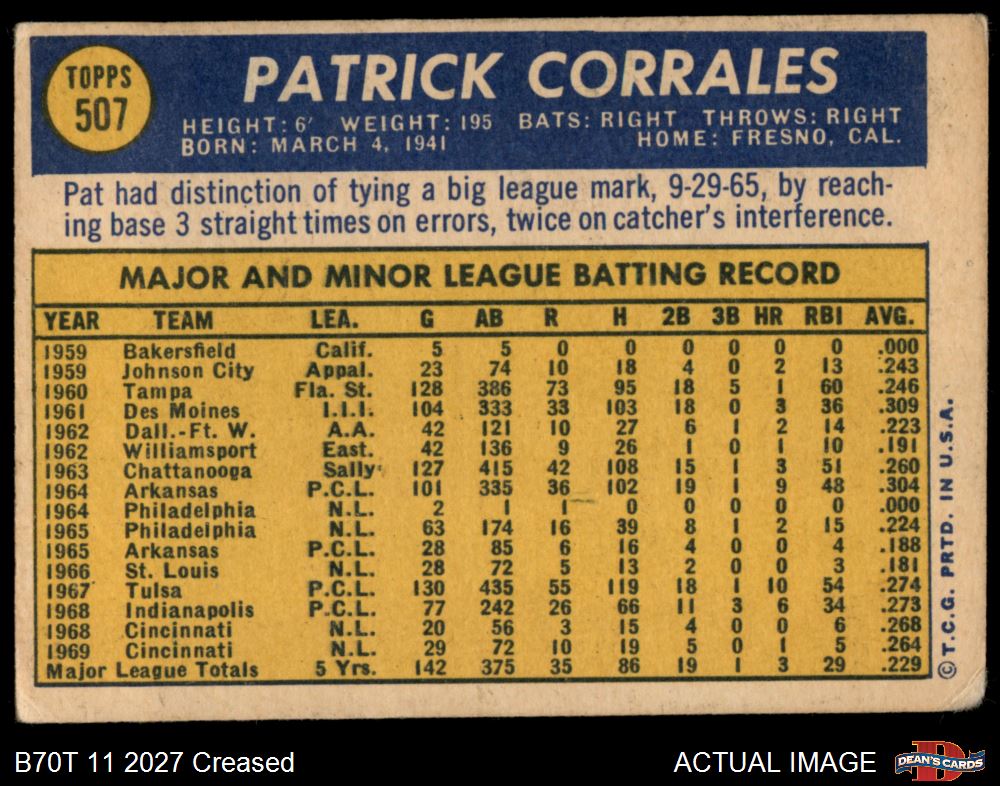 TOPPS
507
PATRICK CORRALES
HEIGHT: 6' WEIGHT: 195 BATS: RIGHT THROWS: RIGHT
BORN: MARCH 4, 1941 HOME: FRESNO, CAL.
Pat had distinction of tying a big league mark, 9-29-65, by reach-
ing base 3 straight times on errors, twice on catcher's interference.
MAJOR AND MINOR LEAGUE BATTING RECORD
YEAR TEAM LEA. G AB R H 2B 3B HR RBI AVG.
1959 Bakersfield Calif. 5 5 0 0 0 0 0 0 .000
1959 Johnson City Appal. 23 74 10 18 4 0 2 13 .243
1960 Tampa Fla. St. 128 386 73 95 18 5 1 60 .246
1961 Des Moines I.I.I. 104 333 33 103 18 0 3 36 .309
1962 Dall.-Ft. W. A.A. 42 121 10 27 6 1 2 14 .223
1962 Williamsport East. 42 136 9 26 1 0 1 10 .191
1963 Chattanooga Sally 127 415 42 108 15 1 3 51 .260
1964 Arkansas P.C.L. 101 335 36 102 19 1 9 48 .304
1964 Philadelphia N.L. 2 1 1 0 0 0 0 0 .000
1965 Philadelphia N.L. 63 174 16 39 8 1 2 15 .224
1965 Arkansas P.C.L. 28 85 6 16 4 0 0 4 .188
1966 St. Louis N.L. 28 72 5 13 2 0 0 3 .181
1967 Tulsa P.C.L. 130 435 55 119 18 1 10 54 .274
1968 Indianapolis P.C.L. 77 242 26 66 11 3 6 34 .273
1968 Cincinnati N.L. 20 56 3 15 4 0 0 6 .268
1969 Cincinnati N.L. 29 72 10 19 5 0 1 5 .264
Major League Totals 5 Yrs. 142 375 35 86 19 1 3 29 .229
© T.C.G. PRTD. IN U.S.A.
B70T 11 2027 Creased ACTUAL IMAGE
D
DEAN'S CARDS